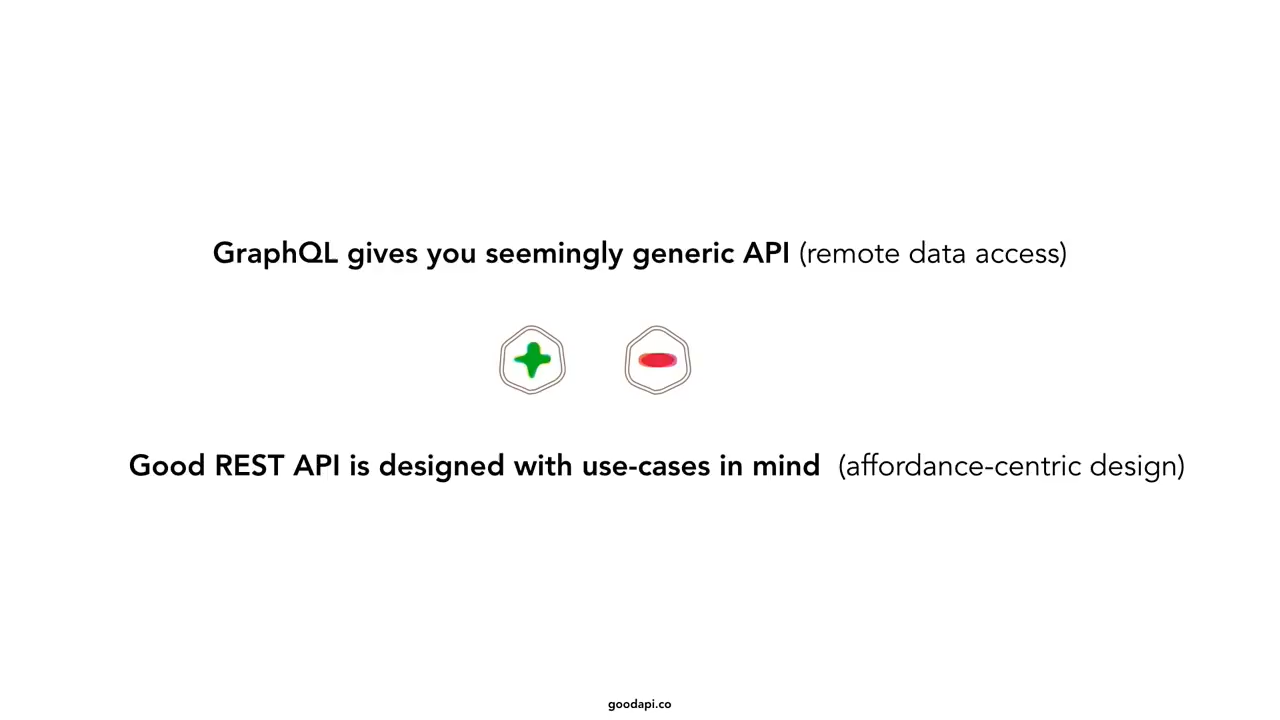 GraphQL gives you seemingly generic API (remote data access)
Good REST API is designed with use-cases in mind (affordance-centric design)
goodapi.co